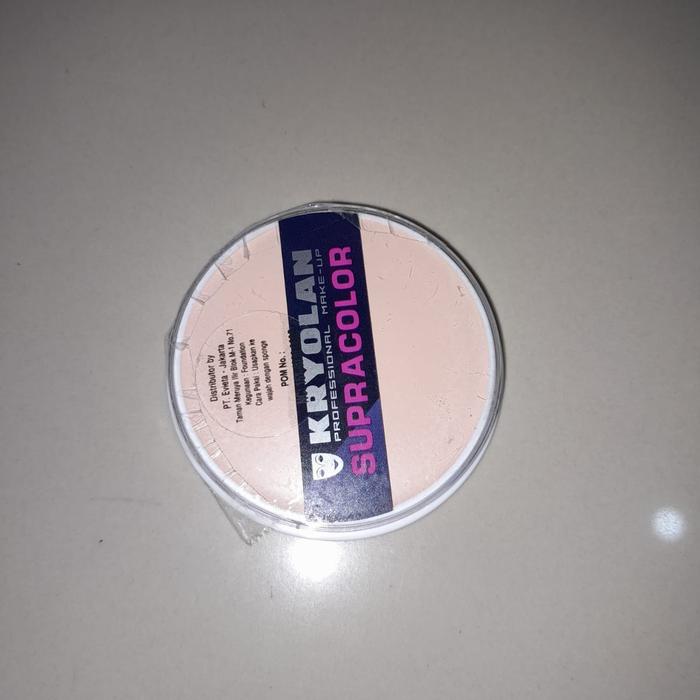 KRYOLAN
PROFESSIONAL MAKE-UP
SUPRACOLOR
Distributor by
PT. Evieta - Jakarta
Taman Meruya Ilir Blok M-1 No.71
Kegunaan : Foundation
Cara Pakai : Usapkan ke
wajah dengan sponge
POM No. :